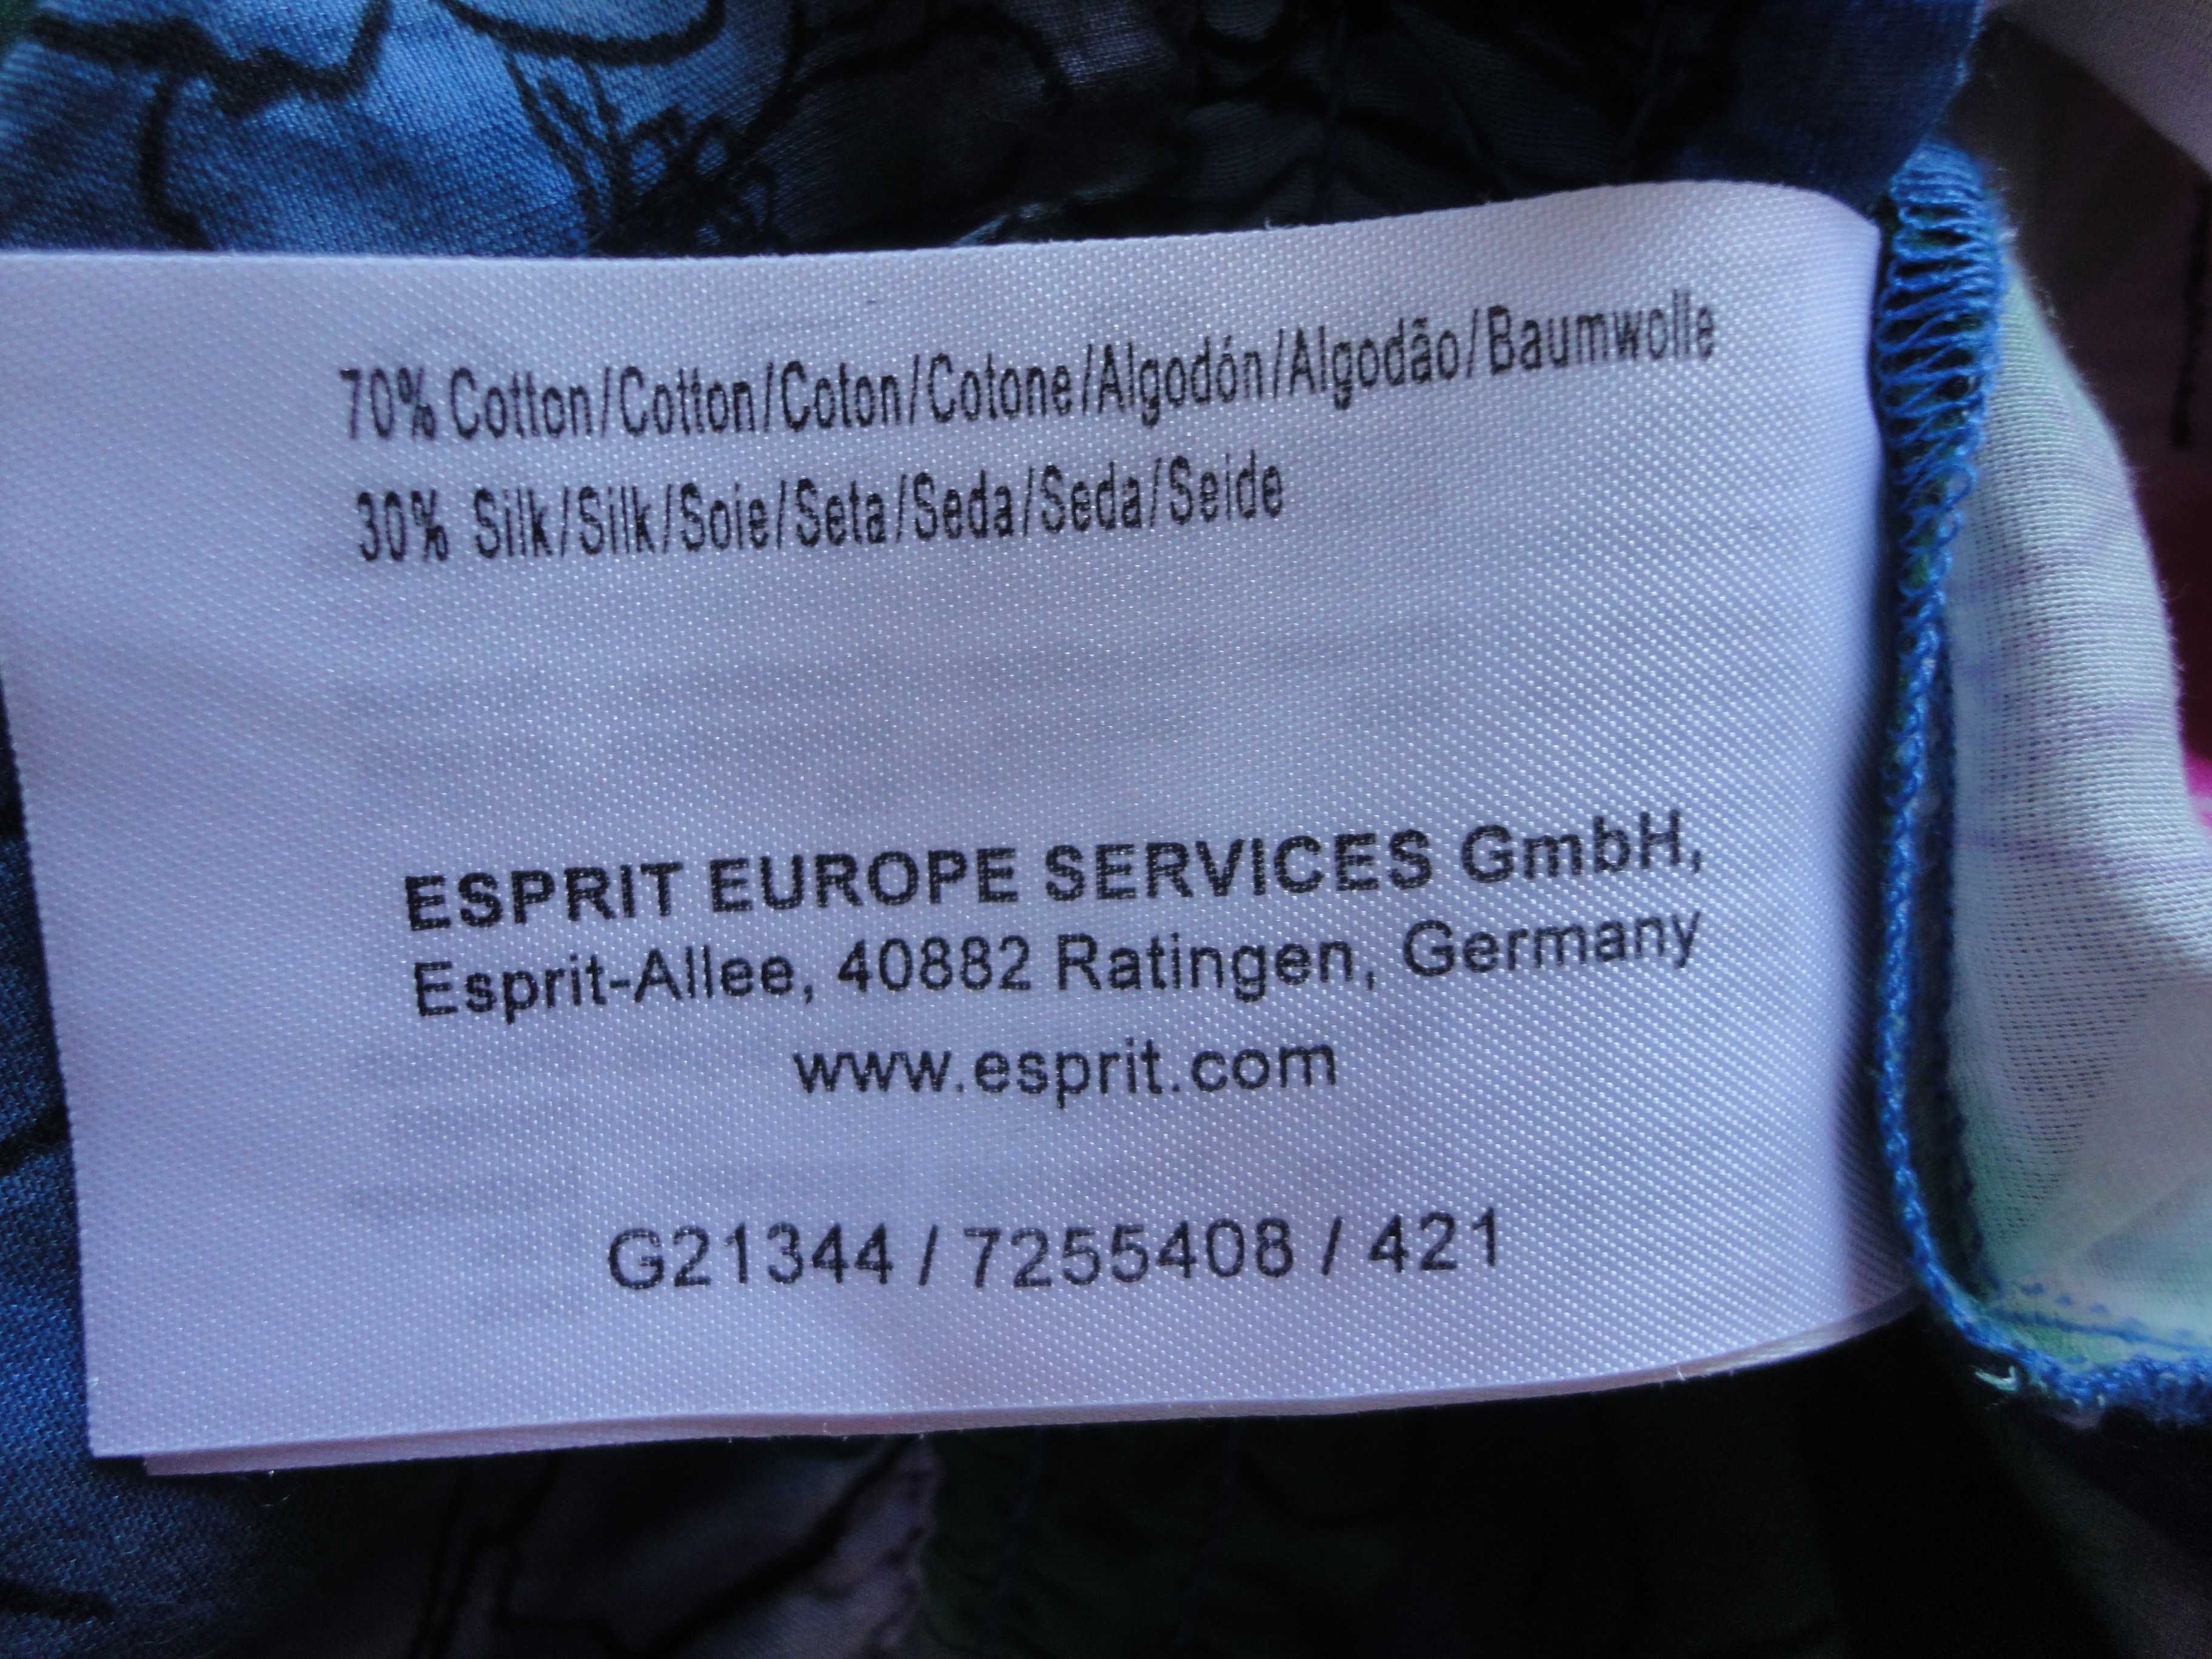 70% Cotton/Cotton/Coton/Cotone/Algodón/Algodão/Baumwolle
30% Silk/Silk/Soie/Seta/Seda/Seda/Seide
ESPRIT EUROPE SERVICES GmbH,
Esprit-Allee, 40882 Ratingen, Germany
www.esprit.com
G21344 / 7255408 / 421